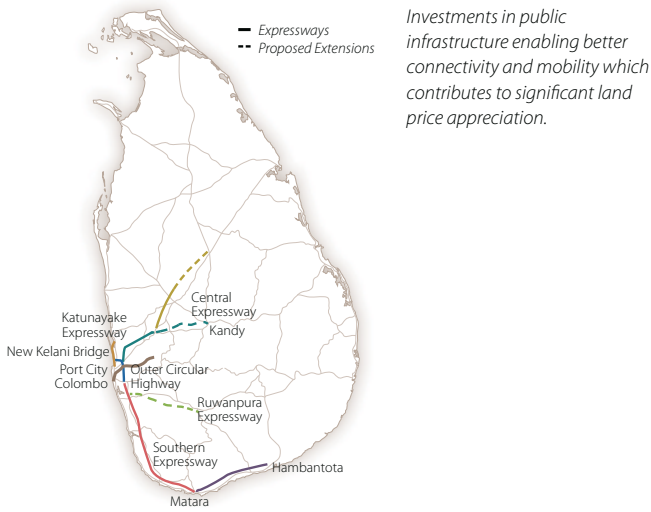 Expressways
Proposed Extensions
Investments in public
infrastructure enabling better
connectivity and mobility which
contributes to significant land
price appreciation.
Central
Expressway
Katunayake
Expressway
Kandy
New Kelani Bridge
Port City
Colombo
Outer Circular
Highway
Ruwanpura
Expressway
Southern
Expressway
Hambantota
Matara